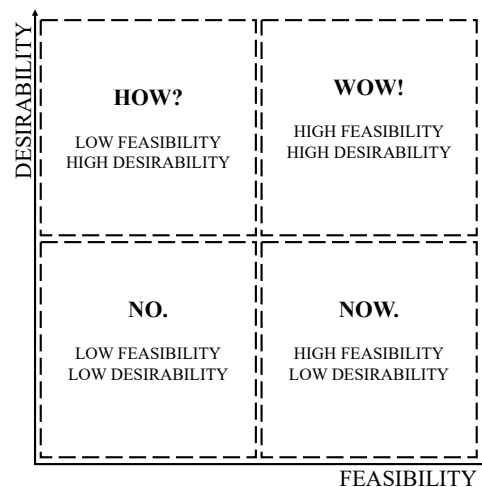 DESIRABILITY
HOW?
LOW FEASIBILITY
HIGH DESIRABILITY
WOW!
HIGH FEASIBILITY
HIGH DESIRABILITY
NO.
LOW FEASIBILITY
LOW DESIRABILITY
NOW.
HIGH FEASIBILITY
LOW DESIRABILITY
FEASIBILITY